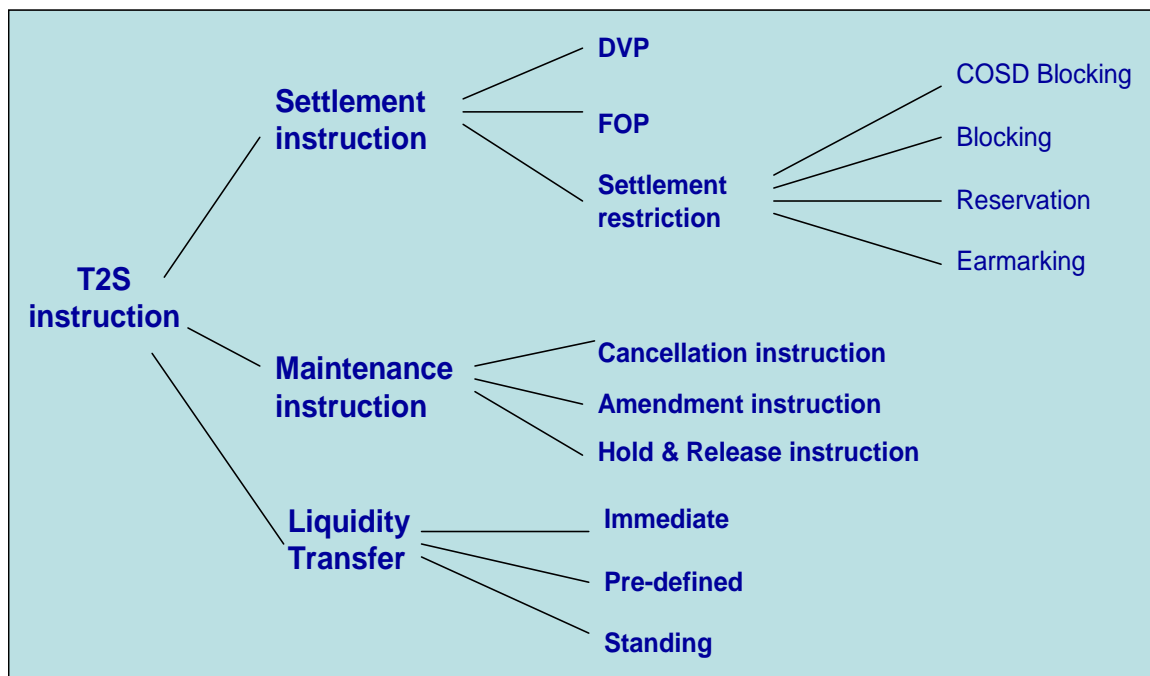 T2S
instruction
Settlement
instruction
DVP
FOP
Settlement
restriction
COSD Blocking
Blocking
Reservation
Earmarking
Maintenance
instruction
Cancellation instruction
Amendment instruction
Hold & Release instruction
Liquidity
Transfer
Immediate
Pre-defined
Standing